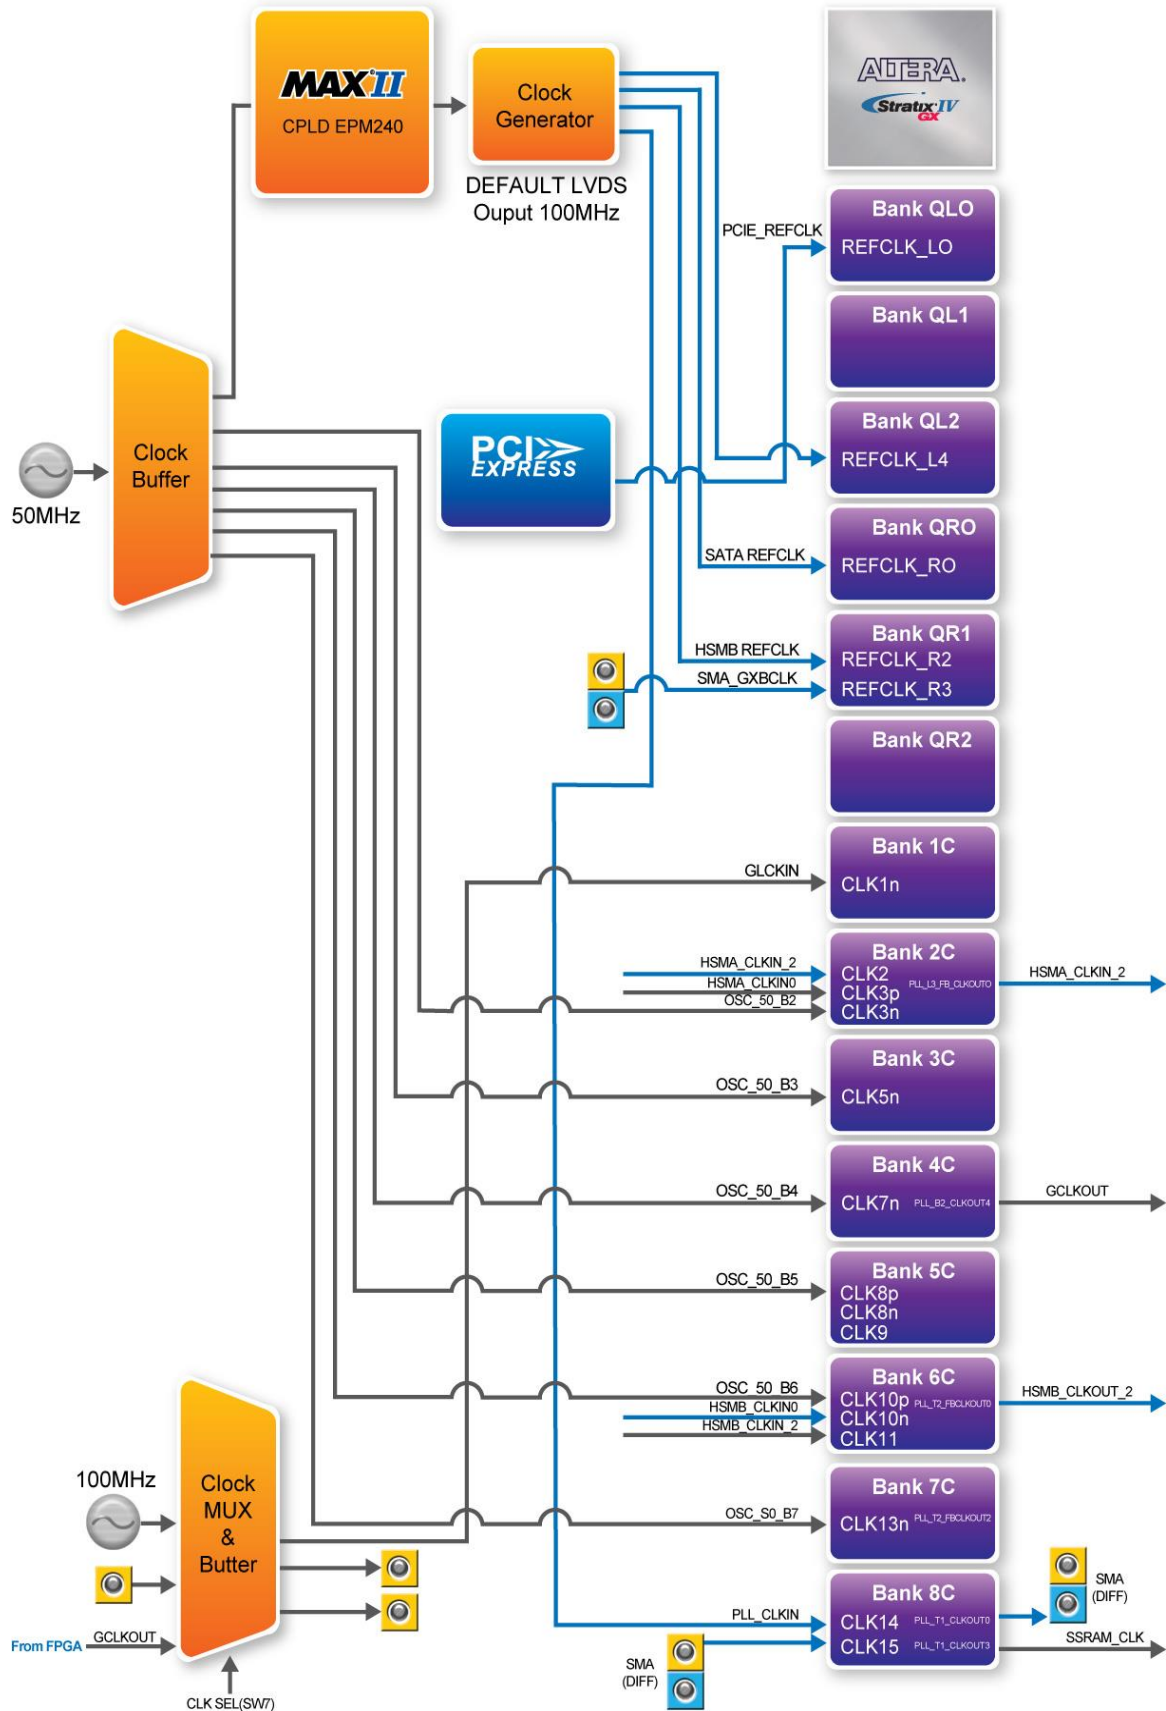 MAX II
CPLD EPM240
Clock
Generator
DEFAULT LVDS
Ouput 100MHz
ALTERA.
Stratix IV
GX
Bank QLO
PCIE_REFCLK
REFCLK_LO
Bank QL1
Bank QL2
REFCLK_L4
PCI
EXPRESS
Clock
Buffer
50MHz
Bank QRO
SATA REFCLK
REFCLK_RO
Bank QR1
HSMB REFCLK
REFCLK_R2
SMA_GXBCLK
REFCLK_R3
Bank QR2
Bank 1C
GLCKIN
CLK1n
Bank 2C
HSMA_CLKIN_2
CLK2
HSMA_CLKIN0
CLK3p
OSC_50_B2
CLK3n
PLL_L3_FB_CLKOUTO
HSMA_CLKIN_2
Bank 3C
OSC_50_B3
CLK5n
Bank 4C
OSC_50_B4
CLK7n
PLL_B2_CLKOUT4
GCLKOUT
Bank 5C
OSC_50_B5
CLK8p
CLK8n
CLK9
Bank 6C
OSC_50_B6
CLK10p
PLL_T2_FBCLKOUT0
HSMB_CLKIN0
CLK10n
HSMB_CLKIN_2
CLK11
HSMB_CLKOUT_2
100MHz
Clock
MUX
&
Butter
Bank 7C
OSC_S0_B7
CLK13n
PLL_T2_FBCLKOUT2
Bank 8C
PLL_CLKIN
CLK14
PLL_T1_CLKOUT0
CLK15
PLL_T1_CLKOUT3
SMA
(DIFF)
SSRAM_CLK
SMA
(DIFF)
From FPGA
GCLKOUT
CLK SEL(SW7)